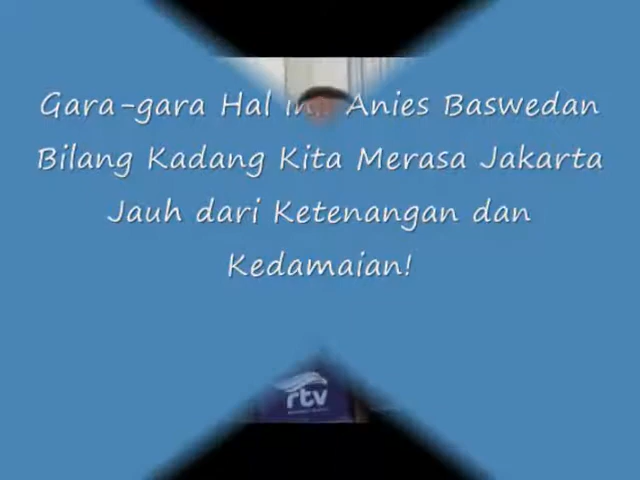 Gara-gara Hal ini Anies Baswedan
Bilang Kadang Kita Merasa Jakarta
Jauh dari Ketenangan dan
Kedamaian!
rtv